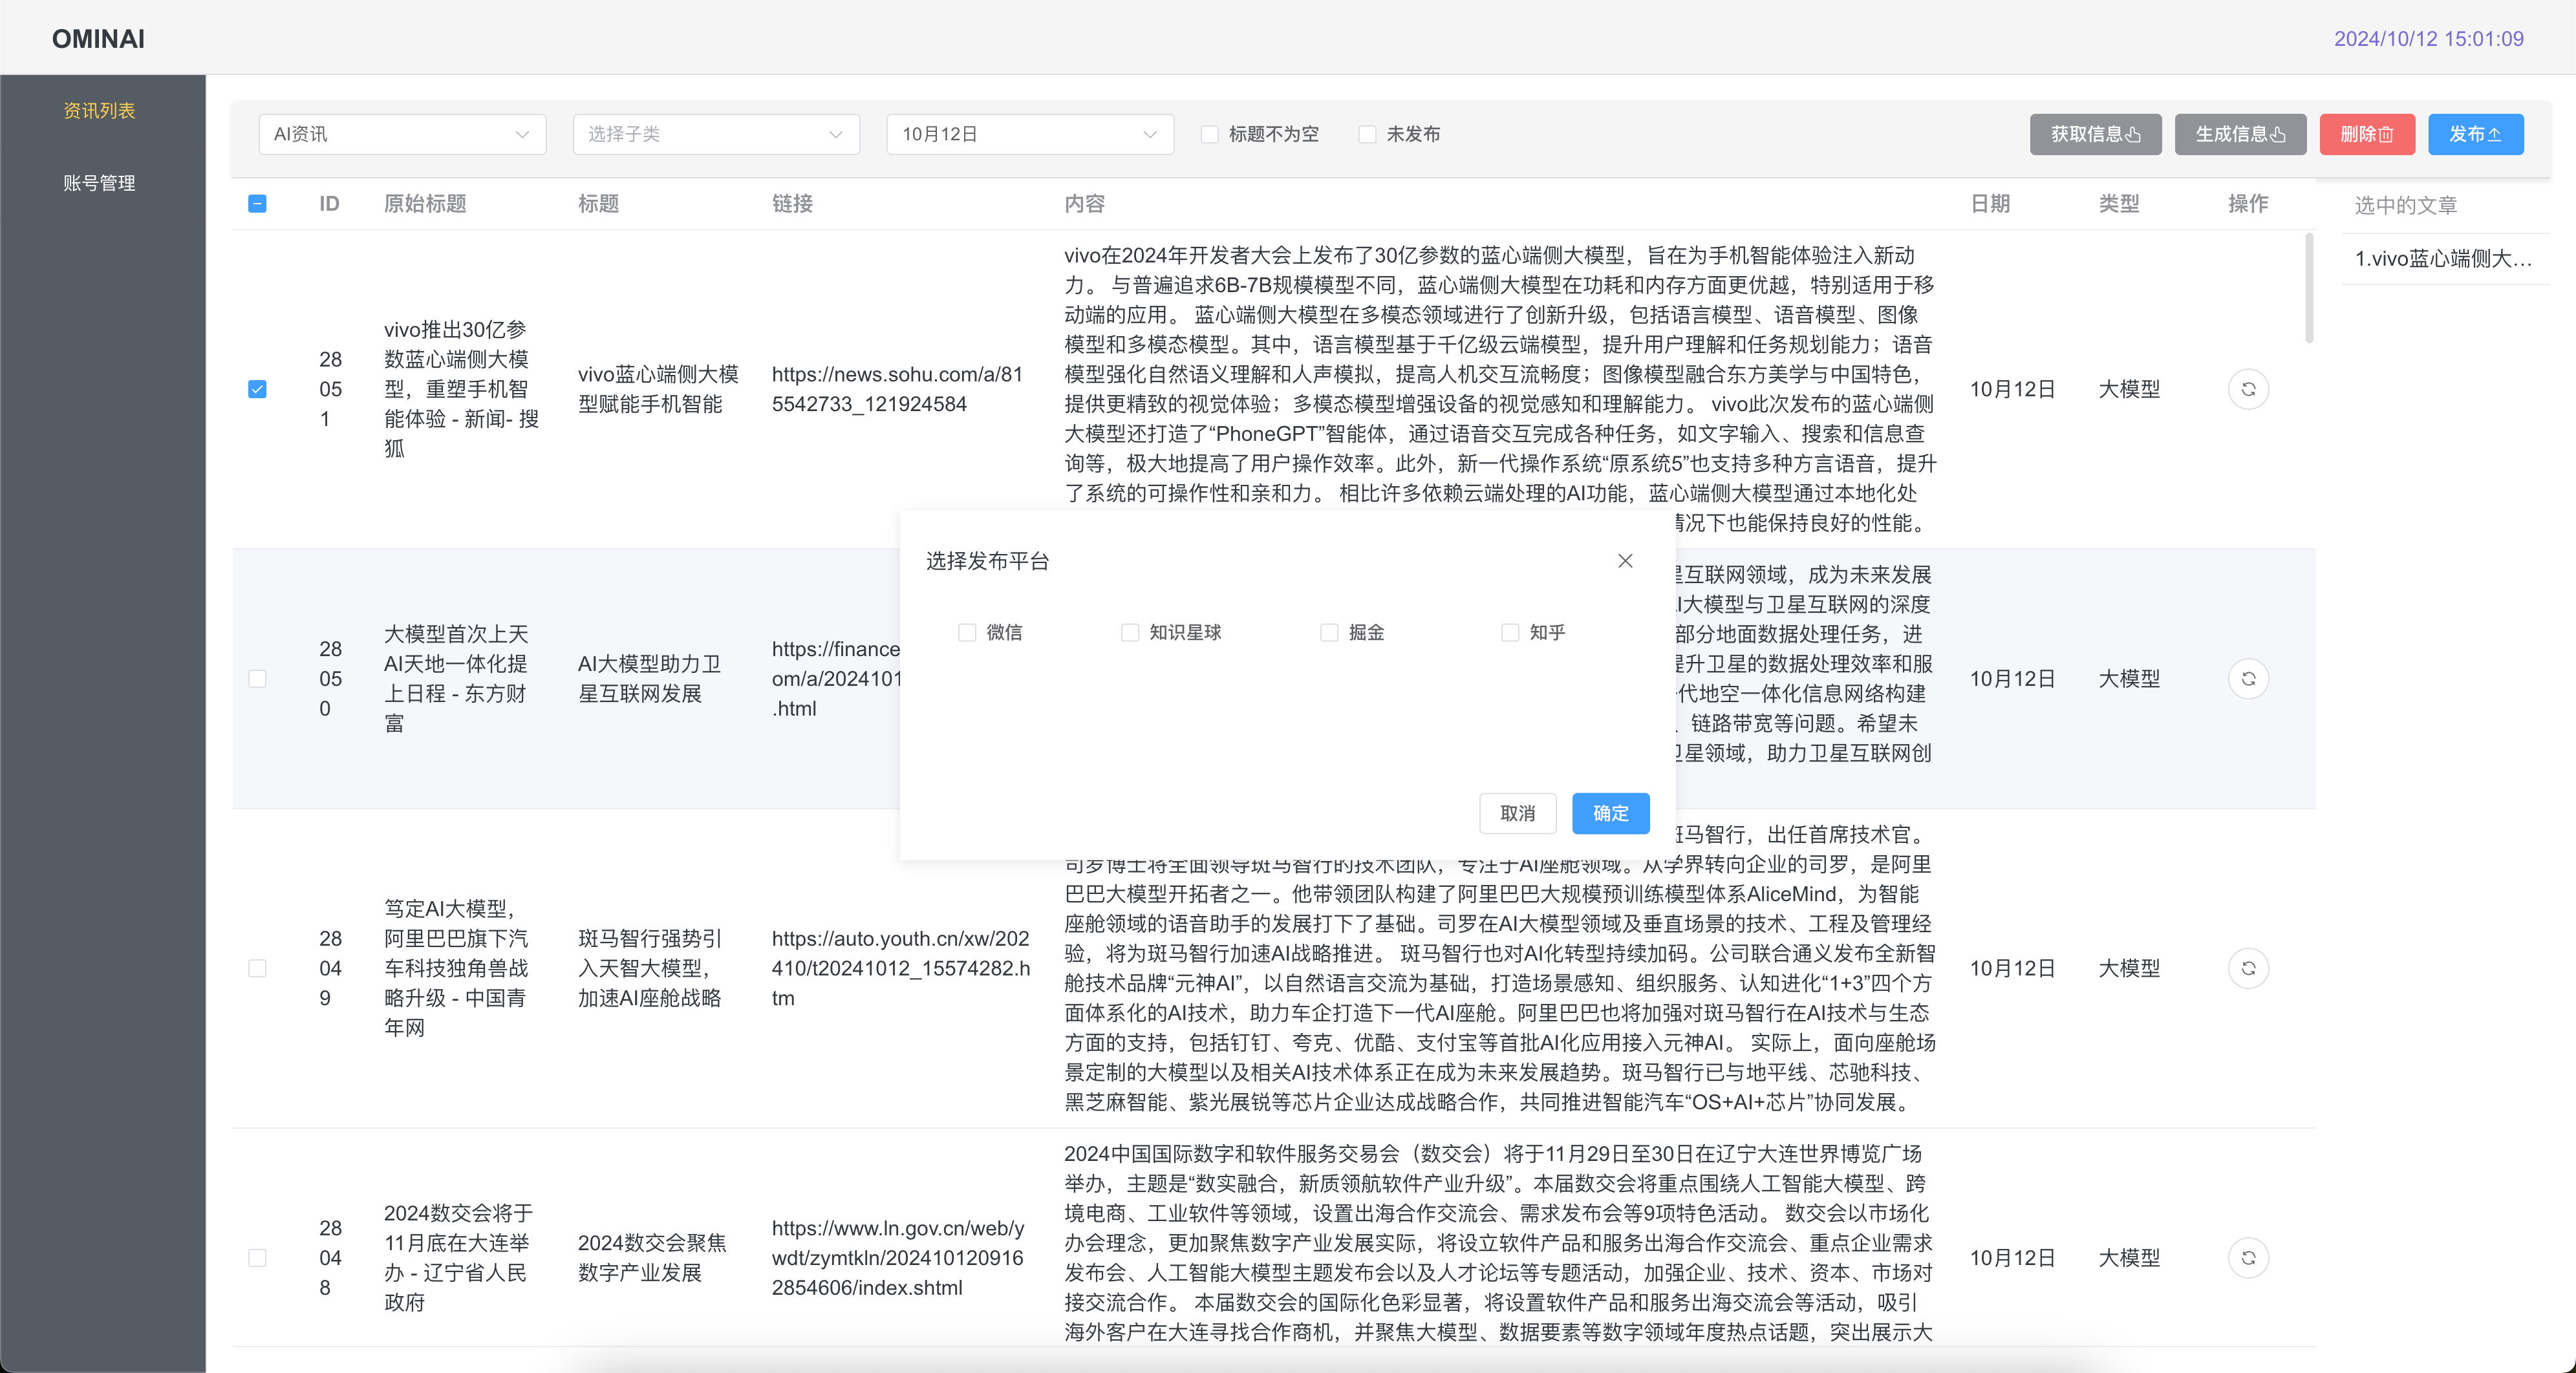 OMINAI
2024/10/12 15:01:09
资讯列表
账号管理
AI资讯
选择子类
10月12日
标题不为空
未发布
获取信息
生成信息
删除
发布
ID
原始标题
标题
链接
内容
日期
类型
操作
选中的文章
1.vivo蓝心端侧大...
28
05
1
vivo推出30亿参
数蓝心端侧大模
型，重塑手机智
能体验 - 新闻- 搜
狐
vivo蓝心端侧大模
型赋能手机智能
https://news.sohu.com/a/81
5542733_121924584
vivo在2024年开发者大会上发布了30亿参数的蓝心端侧大模型，旨在为手机智能体验注入新动
力。 与普遍追求6B-7B规模模型不同，蓝心端侧大模型在功耗和内存方面更优越，特别适用于移
动端的应用。 蓝心端侧大模型在多模态领域进行了创新升级，包括语言模型、语音模型、图像
模型和多模态模型。其中，语言模型基于千亿级云端模型，提升用户理解和任务规划能力；语音
模型强化自然语义理解和人声模拟，提高人机交互流畅度；图像模型融合东方美学与中国特色，
提供更精致的视觉体验；多模态模型增强设备的视觉感知和理解能力。 vivo此次发布的蓝心端侧
大模型还打造了“PhoneGPT”智能体，通过语音交互完成各种任务，如文字输入、搜索和信息查
询等，极大地提高了用户操作效率。此外，新一代操作系统“原系统5”也支持多种方言语音，提升
了系统的可操作性和亲和力。 相比许多依赖云端处理的AI功能，蓝心端侧大模型通过本地化处
情况下也能保持良好的性能。
10月12日
大模型
28
05
0
大模型首次上天
AI天地一体化提
上日程 - 东方财
富
AI大模型助力卫
星互联网发展
https://finance
om/a/2024101
.html
星互联网领域，成为未来发展
AI大模型与卫星互联网的深度
部分地面数据处理任务，进
提升卫星的数据处理效率和服
代地空一体化信息网络构建
、链路带宽等问题。希望未
卫星领域，助力卫星互联网创
10月12日
大模型
选择发布平台
微信
知识星球
掘金
知乎
取消
确定
28
04
9
笃定AI大模型，
阿里巴巴旗下汽
车科技独角兽战
略升级 - 中国青
年网
斑马智行强势引
入天智大模型，
加速AI座舱战略
https://auto.youth.cn/xw/202
410/t20241012_15574282.h
tm
斑马智行，出任首席技术官。
司罗博士将全面领导斑马智行的技术团队，专注于AI座舱领域。从学界转向企业的司罗，是阿里
巴巴大模型开拓者之一。他带领团队构建了阿里巴巴大规模预训练模型体系AliceMind，为智能
座舱领域的语音助手的发展打下了基础。司罗在AI大模型领域及垂直场景的技术、工程及管理经
验，将为斑马智行加速AI战略推进。 斑马智行也对AI化转型持续加码。公司联合通义发布全新智
舱技术品牌“元神AI”，以自然语言交流为基础，打造场景感知、组织服务、认知进化“1+3”四个方
面体系化的AI技术，助力车企打造下一代AI座舱。阿里巴巴也将加强对斑马智行在AI技术与生态
方面的支持，包括钉钉、夸克、优酷、支付宝等首批AI化应用接入元神AI。 实际上，面向座舱场
景定制的大模型以及相关AI技术体系正在成为未来发展趋势。斑马智行已与地平线、芯驰科技、
黑芝麻智能、紫光展锐等芯片企业达成战略合作，共同推进智能汽车“OS+AI+芯片”协同发展。
10月12日
大模型
28
04
8
2024数交会将于
11月底在大连举
办 - 辽宁省人民
政府
2024数交会聚焦
数字产业发展
https://www.ln.gov.cn/web/y
wdt/zymtkln/202410120916
2854606/index.shtml
2024中国国际数字和软件服务交易会（数交会）将于11月29日至30日在辽宁大连世界博览广场
举办，主题是“数实融合，新质领航软件产业升级”。本届数交会将重点围绕人工智能大模型、跨
境电商、工业软件等领域，设置出海合作交流会、需求发布会等9项特色活动。 数交会以市场化
办会理念，更加聚焦数字产业发展实际，将设立软件产品和服务出海合作交流会、重点企业需求
发布会、人工智能大模型主题发布会以及人才论坛等专题活动，加强企业、技术、资本、市场对
接交流合作。 本届数交会的国际化色彩显著，将设置软件产品和服务出海交流会等活动，吸引
海外客户在大连寻找合作商机，并聚焦大模型、数据要素等数字领域年度热点话题，突出展示大
10月12日
大模型